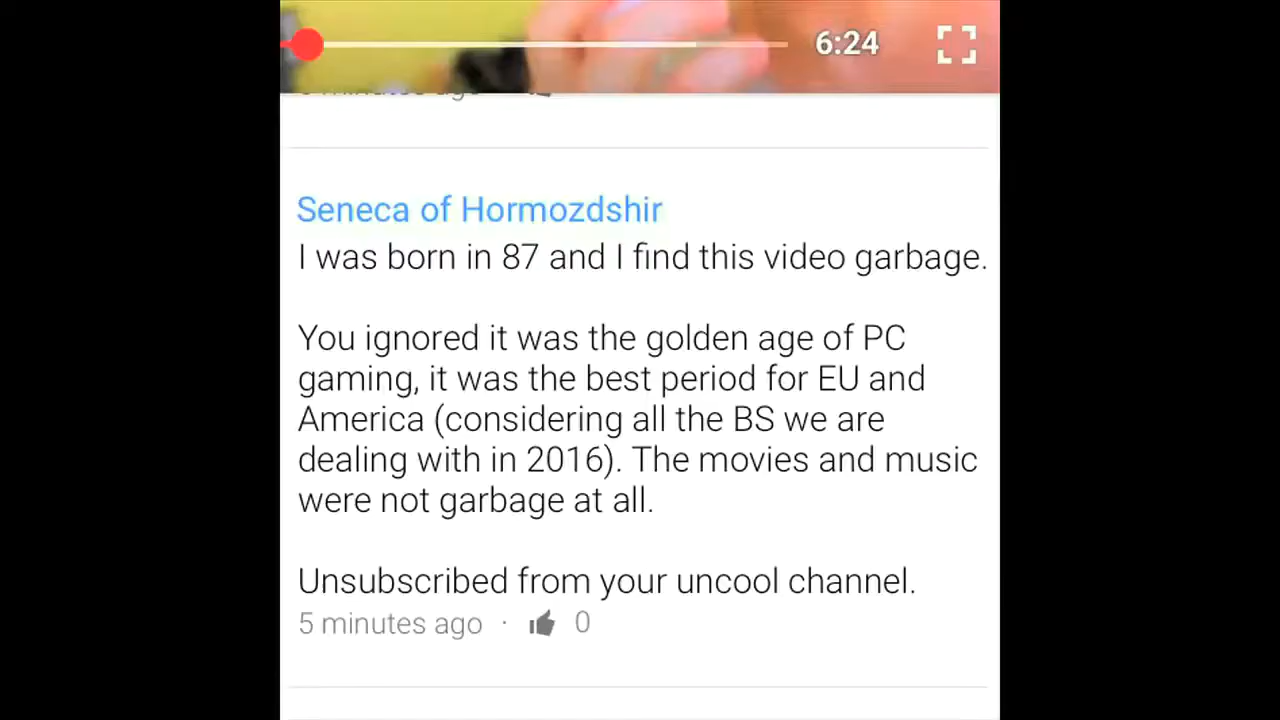 6:24
Seneca of Hormozdshir
I was born in 87 and I find this video garbage.
You ignored it was the golden age of PC
gaming, it was the best period for EU and
America (considering all the BS we are
dealing with in 2016). The movies and music
were not garbage at all.
Unsubscribed from your uncool channel.
5 minutes ago · 0